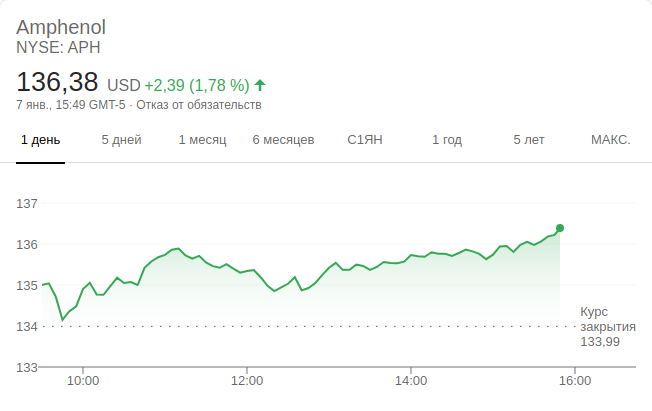 Amphenol
NYSE: APH
136,38 USD +2,39 (1,78 %)
7 янв., 15:49 GMT-5 · Отказ от обязательств
1 день 5 дней 1 месяц 6 месяцев С1ЯН 1 год 5 лет МАКС.
137
136
135
134
133
Курс
закрытия
133,99
10:00 12:00 14:00 16:00